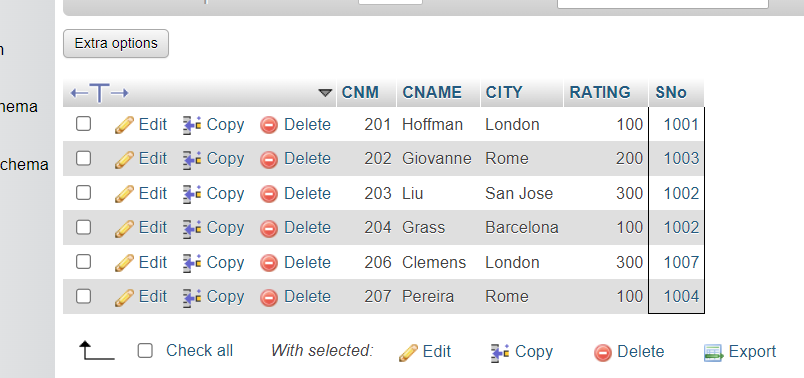 Extra options
n
CNM CNAME CITY RATING SNo
hema
Edit Copy Delete 201 Hoffman London 100 1001
Edit Copy Delete 202 Giovanne Rome 200 1003
chema
Edit Copy Delete 203 Liu San Jose 300 1002
Edit Copy Delete 204 Grass Barcelona 100 1002
Edit Copy Delete 206 Clemens London 300 1007
Edit Copy Delete 207 Pereira Rome 100 1004
Check all With selected: Edit Copy Delete Export